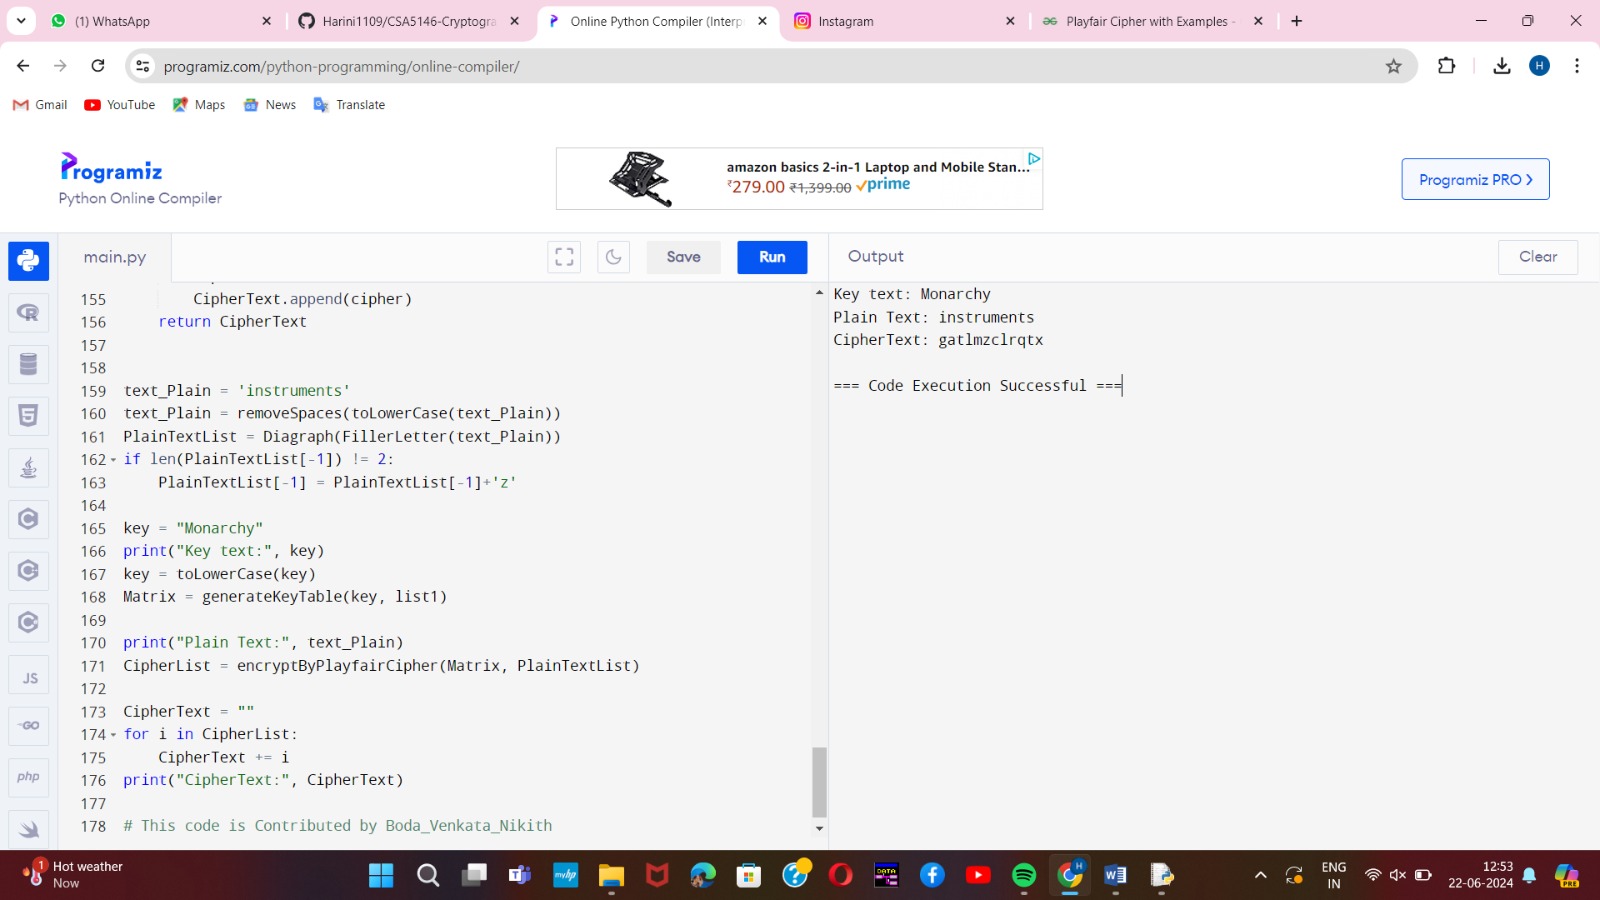 (1) WhatsApp
Harini1109/CSA5146-Cryptogra
Online Python Compiler (Interp
Instagram
Playfair Cipher with Examples -
programiz.com/python-programming/online-compiler/
H
Gmail
YouTube
Maps
News
Translate
Programiz
Python Online Compiler
amazon basics 2-in-1 Laptop and Mobile Stan...
₹279.00 ₹1,399.00 prime
Programiz PRO
main.py
Save
Run
Output
Clear
155 CipherText.append(cipher)
156 return CipherText
157
158
159 text_Plain = 'instruments'
160 text_Plain = removeSpaces(toLowerCase(text_Plain))
161 PlainTextList = Diagraph(FillerLetter(text_Plain))
162 if len(PlainTextList[-1]) != 2:
163 PlainTextList[-1] = PlainTextList[-1]+'z'
164
165 key = "Monarchy"
166 print("Key text:", key)
167 key = toLowerCase(key)
168 Matrix = generateKeyTable(key, list1)
169
170 print("Plain Text:", text_Plain)
171 CipherList = encryptByPlayfairCipher(Matrix, PlainTextList)
172
173 CipherText = ""
174 for i in CipherList:
175 CipherText += i
176 print("CipherText:", CipherText)
177
178 # This code is Contributed by Boda_Venkata_Nikith
Key text: Monarchy
Plain Text: instruments
CipherText: gatlmzclrqtx
=== Code Execution Successful ===
R
5
C
C
C
JS
GO
php
1
Hot weather
Now
myhp
DATA
H
ENG
IN
12:53
22-06-2024
PRE